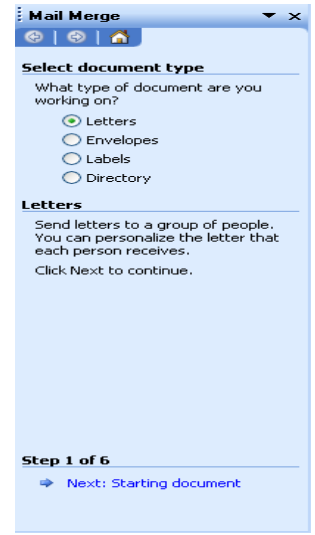 Mail Merge
Select document type
What type of document are you
working on?
Letters
Envelopes
Labels
Directory
Letters
Send letters to a group of people.
You can personalize the letter that
each person receives.
Click Next to continue.
Step 1 of 6
Next: Starting document